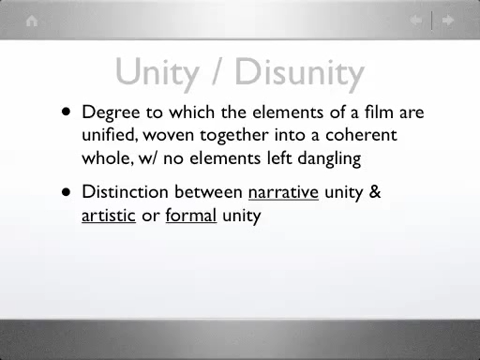 Unity / Disunity
• Degree to which the elements of a film are
unified, woven together into a coherent
whole, w/ no elements left dangling
• Distinction between narrative unity &
artistic or formal unity